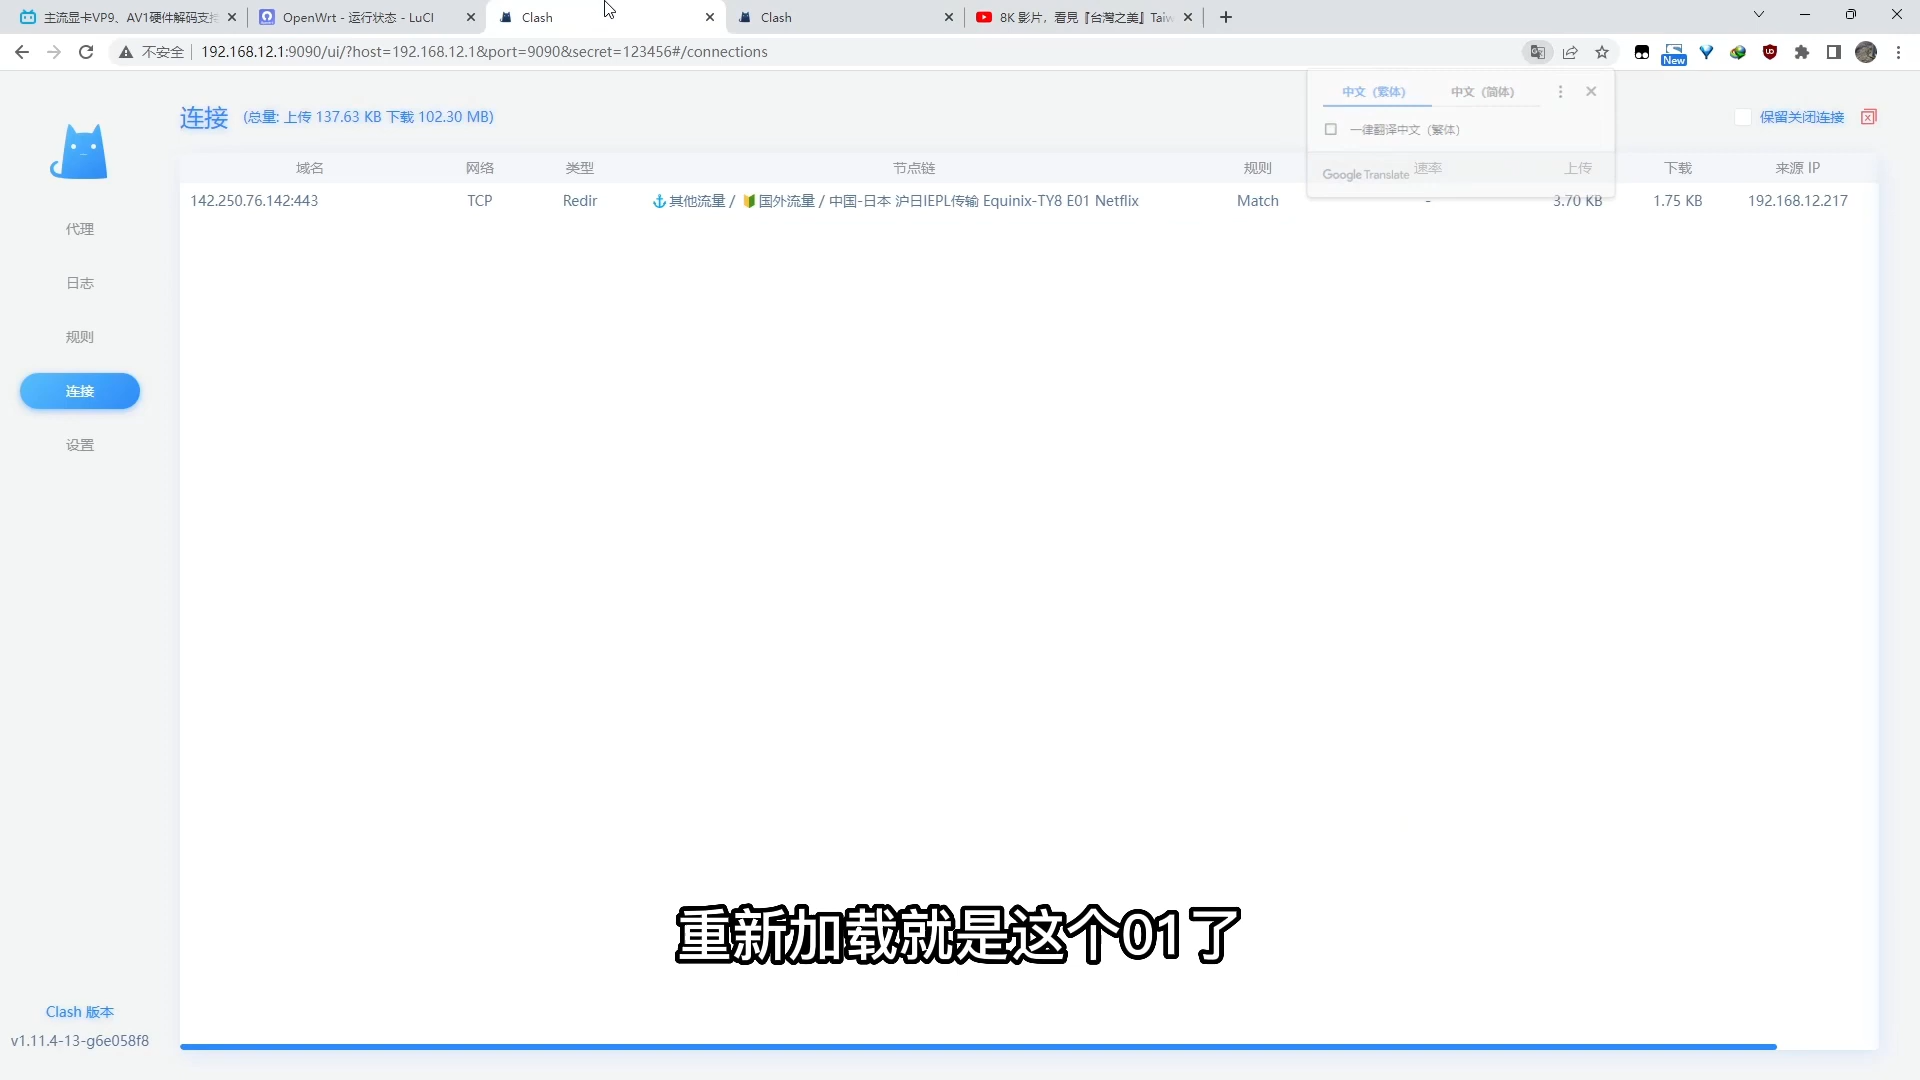 主流显卡VP9、AV1硬件解码支持
OpenWrt - 运行状态 - LuCI
Clash
Clash
8K 影片，看見『台灣之美』Taiw
不安全
192.168.12.1:9090/ui/?host=192.168.12.1&port=9090&secret=123456#/connections
New
中文（繁体）
中文（简体）
一律翻译中文（繁体）
Google Translate
连接
(总量: 上传 137.63 KB 下载 102.30 MB)
保留关闭连接
域名 网络 类型 节点链 规则 速率 上传 下载 来源 IP
142.250.76.142:443 TCP Redir ⚓其他流量 / 🔰国外流量 / 中国-日本 沪日IEPL传输 Equinix-TY8 E01 Netflix Match - 3.70 KB 1.75 KB 192.168.12.217
代理
日志
规则
连接
设置
重新加载就是这个01了
Clash 版本
v1.11.4-13-g6e058f8